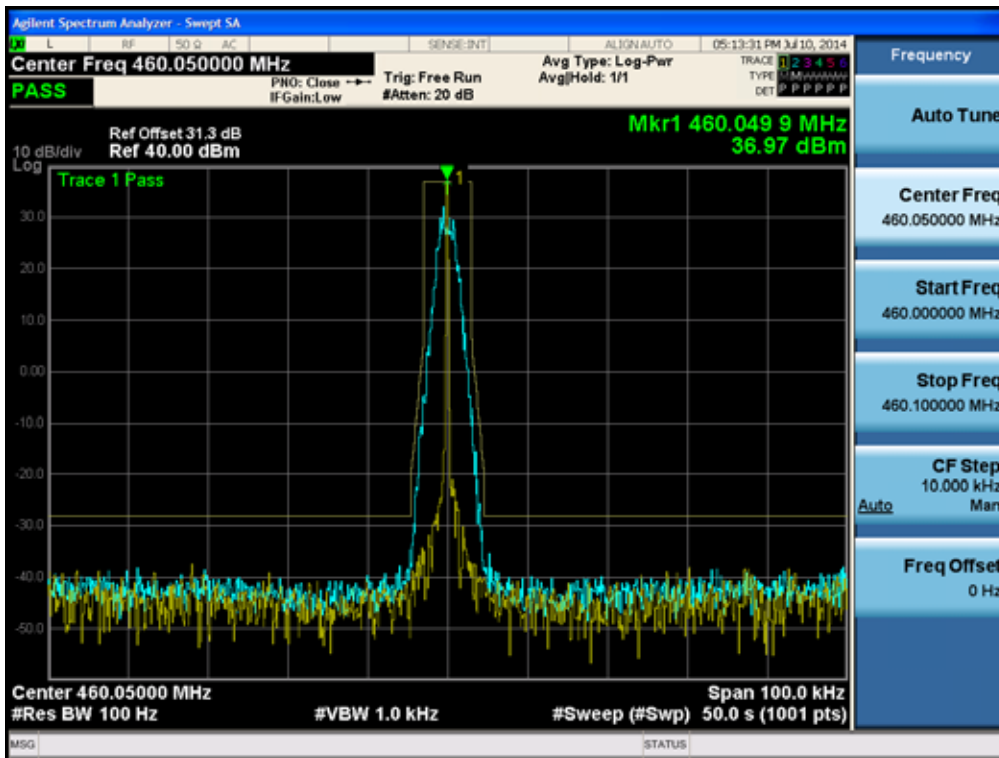 Agilent Spectrum Analyzer - Swept SA
L RF 50 Ω AC SENSE:INT ALIGN AUTO 05:13:31 PM Jul 10, 2014
Center Freq 460.050000 MHz
PASS
PNO: Close
IFGain:Low
Trig: Free Run
#Atten: 20 dB
Avg Type: Log-Pwr
Avg|Hold: 1/1
TRACE 1 2 3 4 5 6
TYPE
DET P P P P P P
Frequency
Ref Offset 31.3 dB
10 dB/div Ref 40.00 dBm
Log
Mkr1 460.049 9 MHz
36.97 dBm
Trace 1 Pass
1
30.0
20.0
10.0
0.00
-10.0
-20.0
-30.0
-40.0
-50.0
Center 460.05000 MHz
Span 100.0 kHz
#Res BW 100 Hz
#VBW 1.0 kHz
#Sweep (#Swp) 50.0 s (1001 pts)
MSG
STATUS
Auto Tune
Center Freq
460.050000 MHz
Start Freq
460.000000 MHz
Stop Freq
460.100000 MHz
CF Step
10.000 kHz
Auto Man
Freq Offset
0 Hz